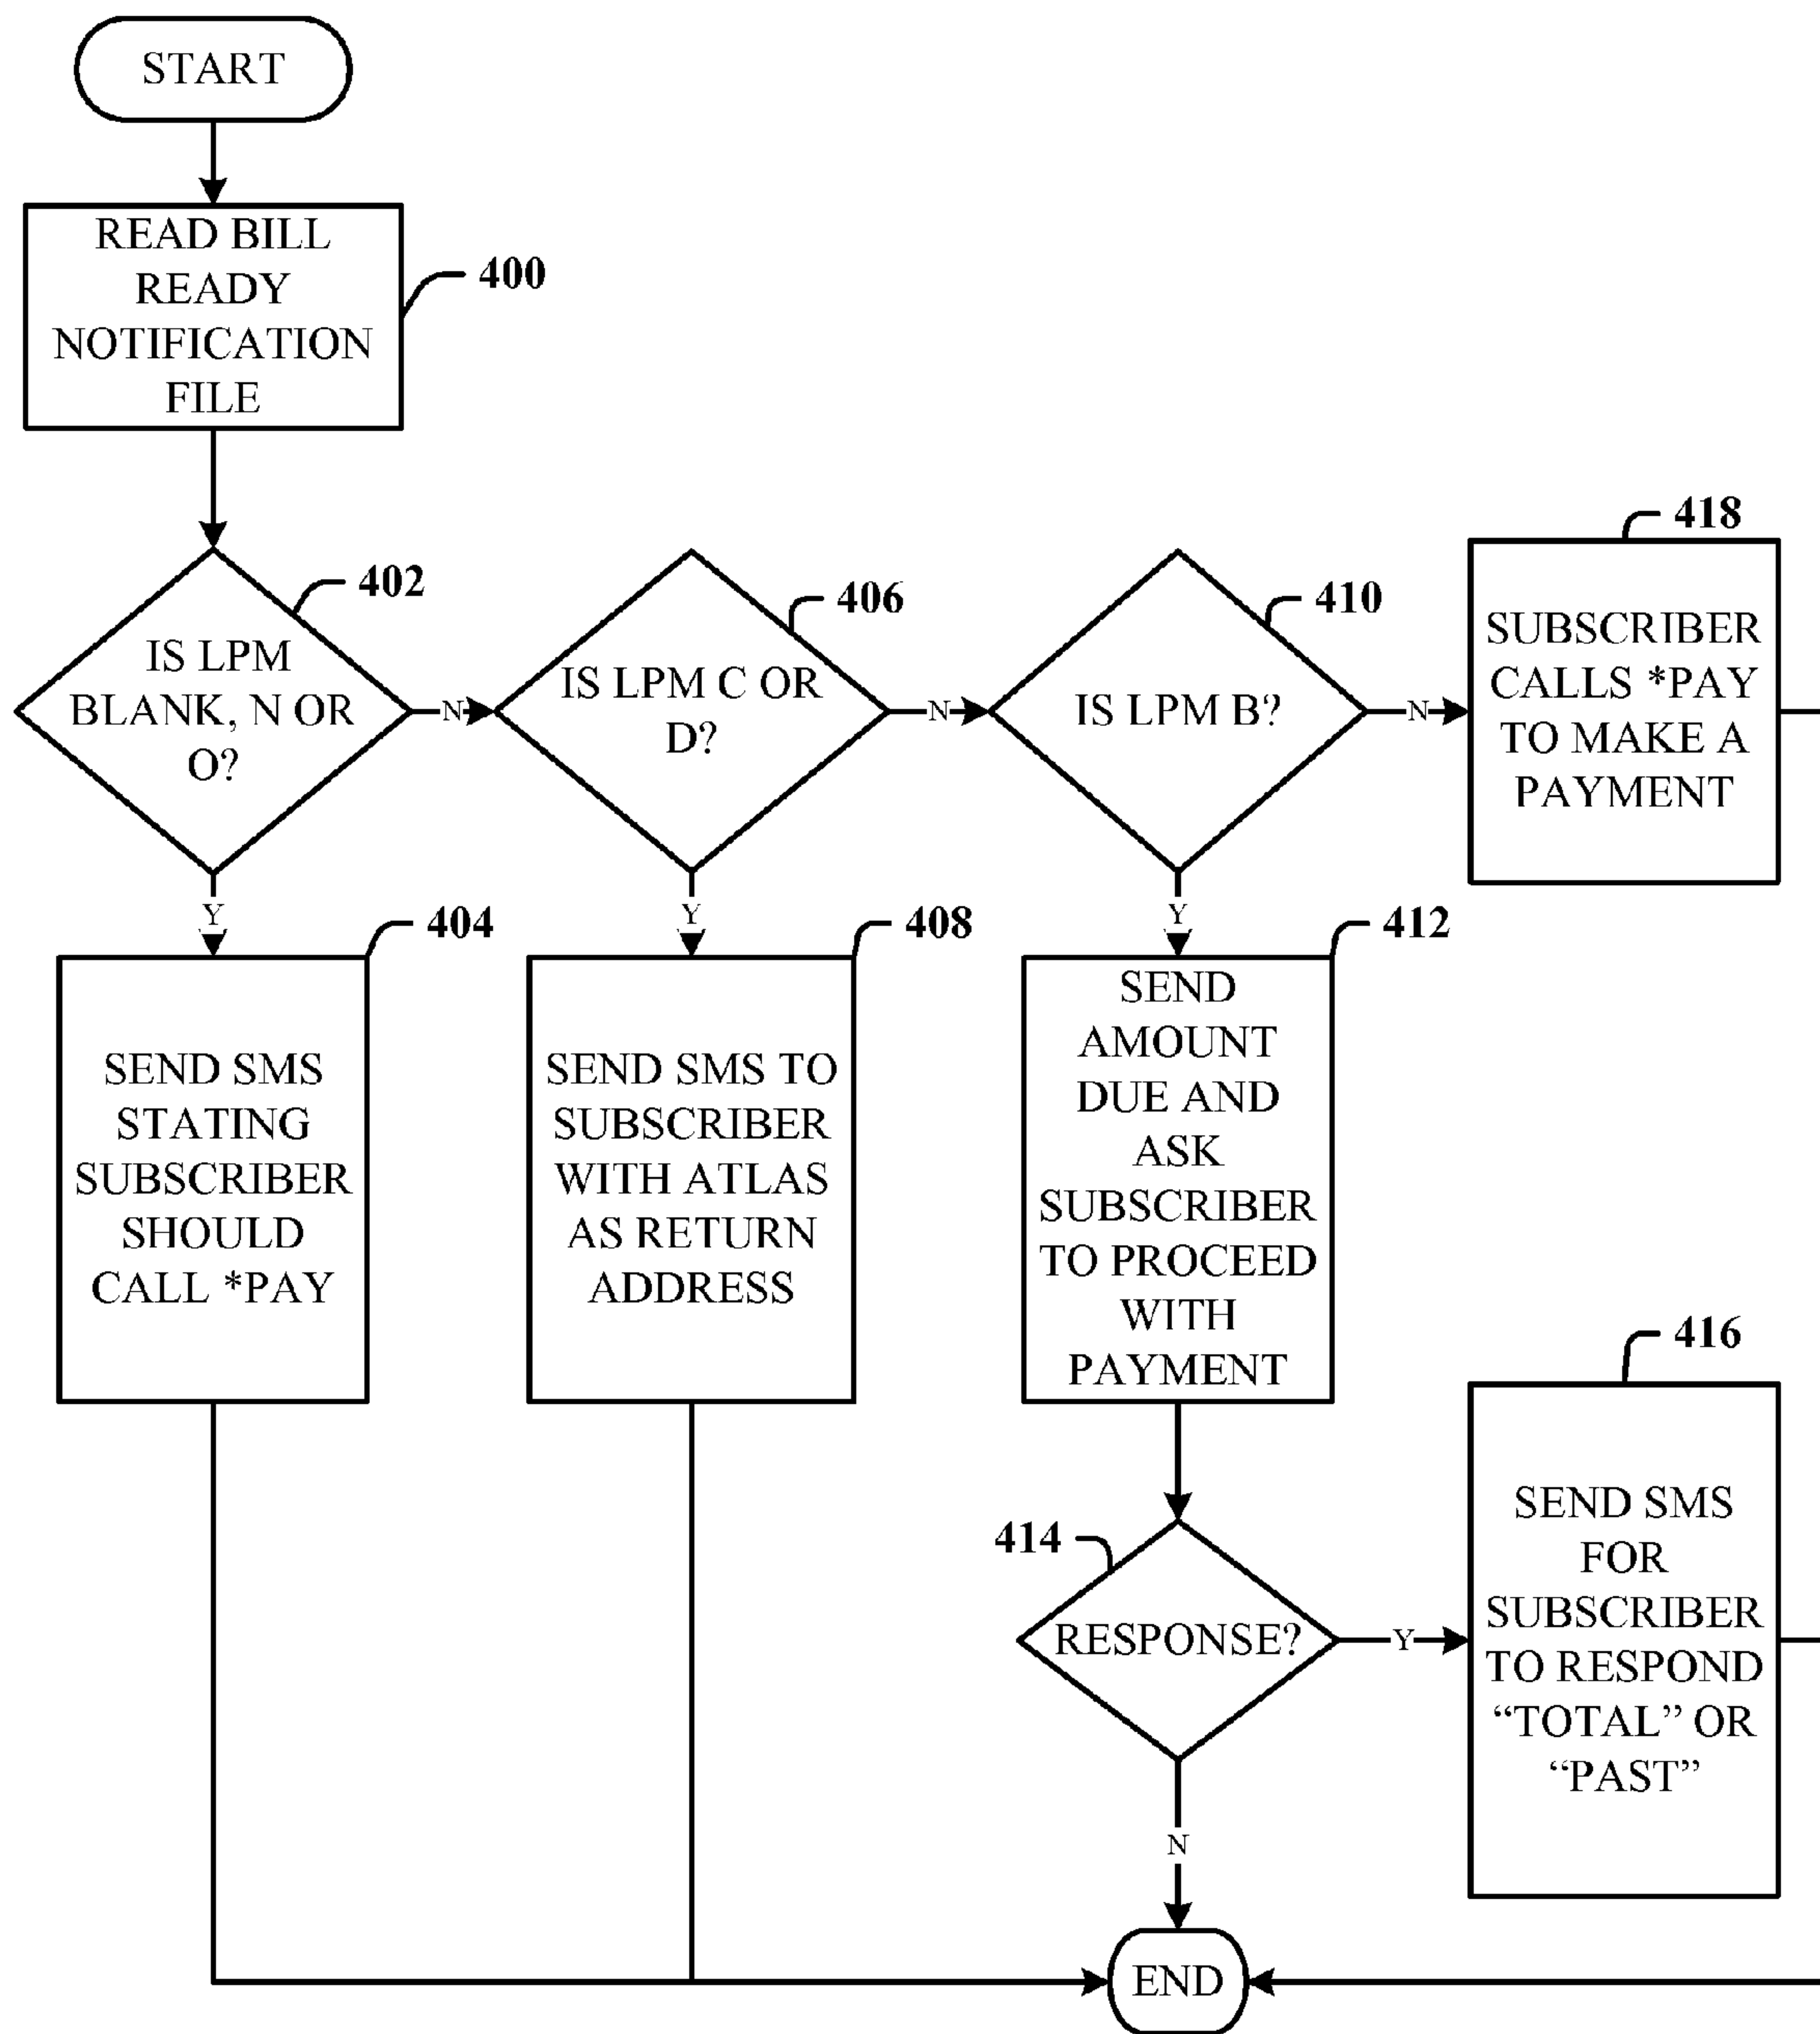 START
READ BILL
READY
NOTIFICATION
FILE
400
402
IS LPM
BLANK, N OR
O?
N
406
IS LPM C OR
D?
N
410
IS LPM B?
N
418
SUBSCRIBER
CALLS *PAY
TO MAKE A
PAYMENT
Y
404
SEND SMS
STATING
SUBSCRIBER
SHOULD
CALL *PAY
Y
408
SEND SMS TO
SUBSCRIBER
WITH ATLAS
AS RETURN
ADDRESS
Y
412
SEND
AMOUNT
DUE AND
ASK
SUBSCRIBER
TO PROCEED
WITH
PAYMENT
414
RESPONSE?
Y
416
SEND SMS
FOR
SUBSCRIBER
TO RESPOND
“TOTAL” OR
“PAST”
N
END